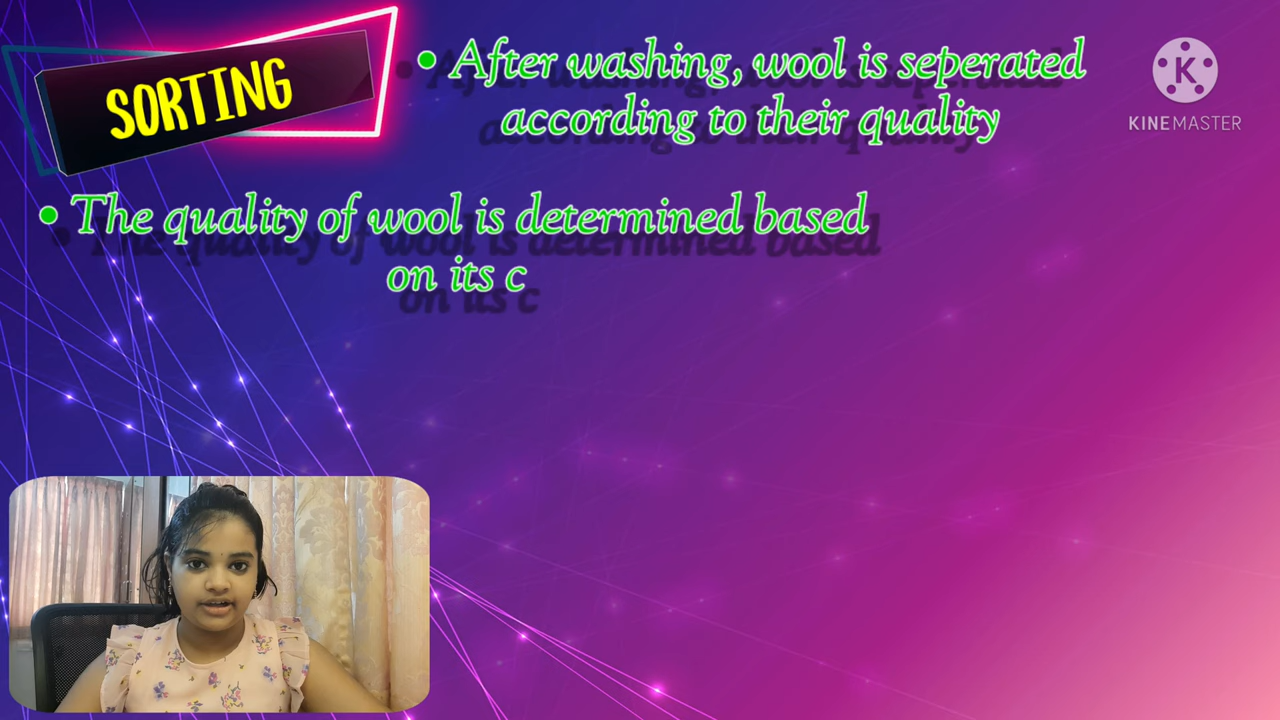 SORTING
• After washing, wool is seperated
according to their quality
K
KINEMASTER
• The quality of wool is determined based
on its c